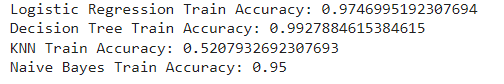 Logistic Regression Train Accuracy: 0.9746995192307694
Decision Tree Train Accuracy: 0.9927884615384615
KNN Train Accuracy: 0.5207932692307693
Naive Bayes Train Accuracy: 0.95